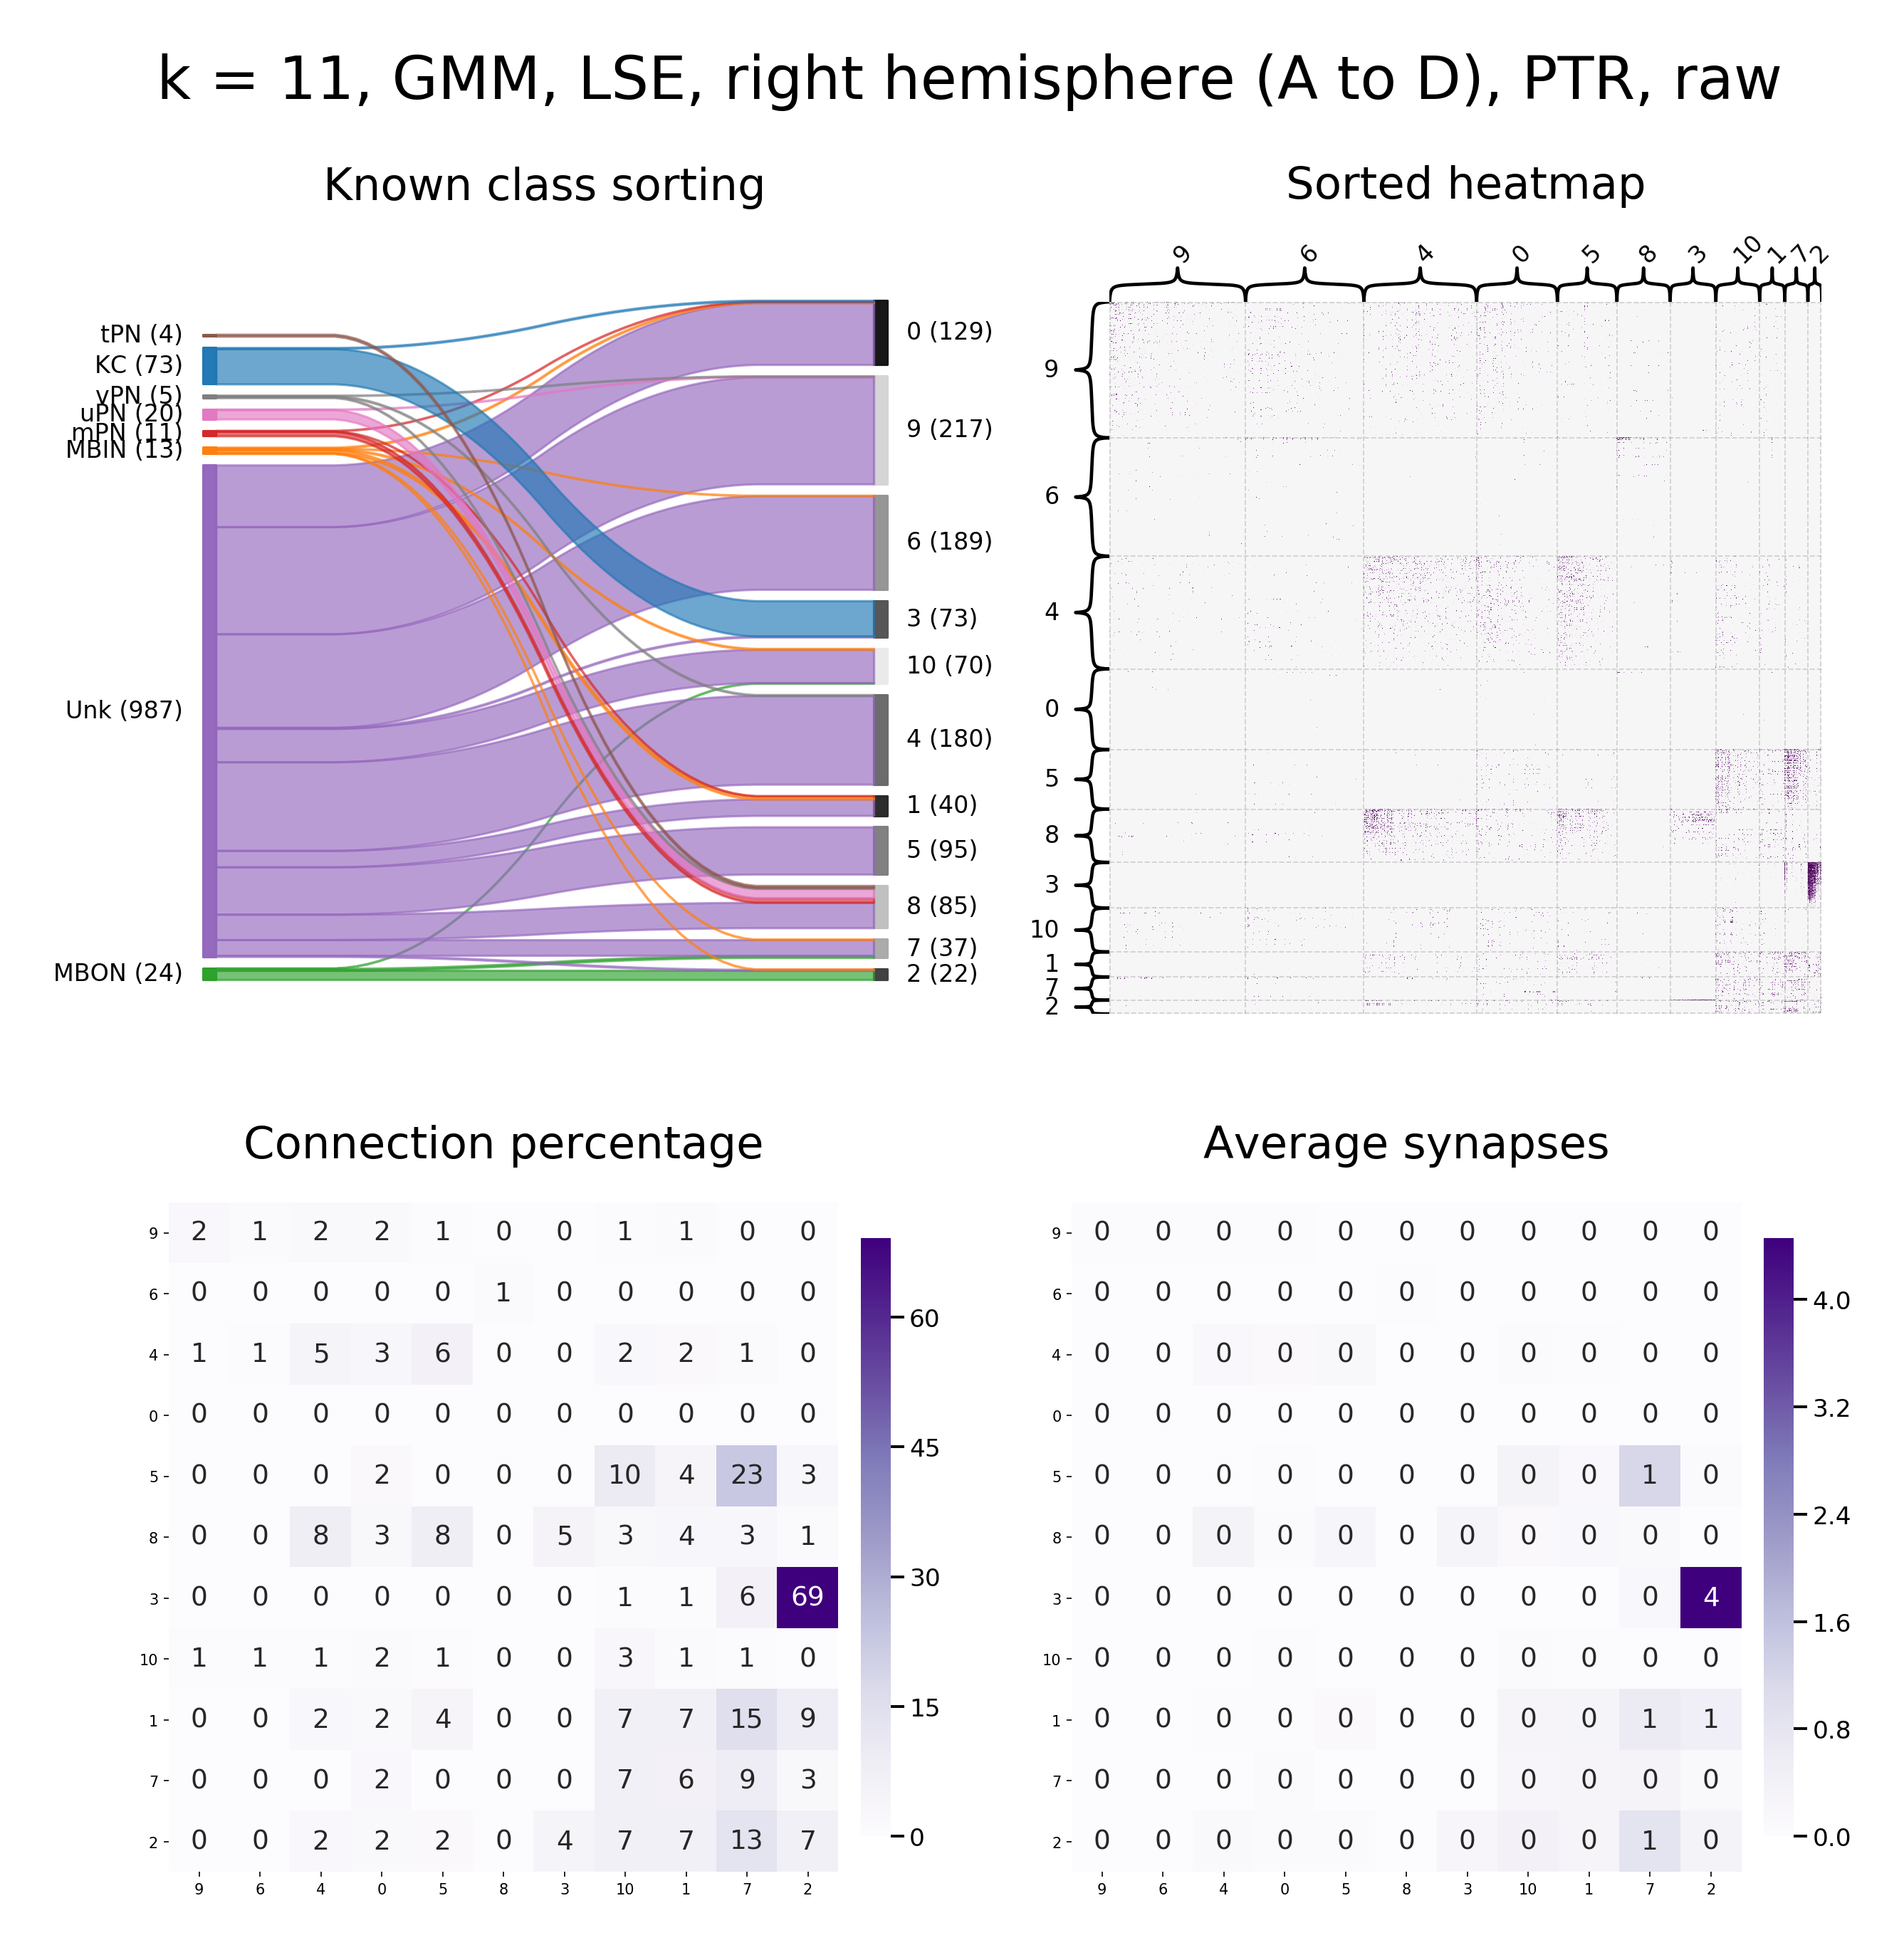 k = 11, GMM, LSE, right hemisphere (A to D), PTR, raw
Known class sorting
tPN (4)
KC (73)
vPN (5)
uPN (20)
mPN (11)
MBIN (13)
Unk (987)
MBON (24)
0 (129)
9 (217)
6 (189)
3 (73)
10 (70)
4 (180)
1 (40)
5 (95)
8 (85)
7 (37)
2 (22)
Sorted heatmap
9 6 4 0 5 8 3 10 1 7 2
9
6
4
0
5
8
3
10
1
7
2
Connection percentage
9 2 1 2 2 1 0 0 1 1 0 0
6 0 0 0 0 0 1 0 0 0 0 0
4 1 1 5 3 6 0 0 2 2 1 0
0 0 0 0 0 0 0 0 0 0 0 0
5 0 0 0 2 0 0 0 10 4 23 3
8 0 0 8 3 8 0 5 3 4 3 1
3 0 0 0 0 0 0 0 1 1 6 69
10 1 1 1 2 1 0 0 3 1 1 0
1 0 0 2 2 4 0 0 7 7 15 9
7 0 0 0 2 0 0 0 7 6 9 3
2 0 0 2 2 2 0 4 7 7 13 7
9 6 4 0 5 8 3 10 1 7 2
60
45
30
15
0
Average synapses
9 0 0 0 0 0 0 0 0 0 0 0
6 0 0 0 0 0 0 0 0 0 0 0
4 0 0 0 0 0 0 0 0 0 0 0
0 0 0 0 0 0 0 0 0 0 0 0
5 0 0 0 0 0 0 0 0 0 1 0
8 0 0 0 0 0 0 0 0 0 0 0
3 0 0 0 0 0 0 0 0 0 0 4
10 0 0 0 0 0 0 0 0 0 0 0
1 0 0 0 0 0 0 0 0 0 1 1
7 0 0 0 0 0 0 0 0 0 0 0
2 0 0 0 0 0 0 0 0 0 1 0
9 6 4 0 5 8 3 10 1 7 2
4.0
3.2
2.4
1.6
0.8
0.0